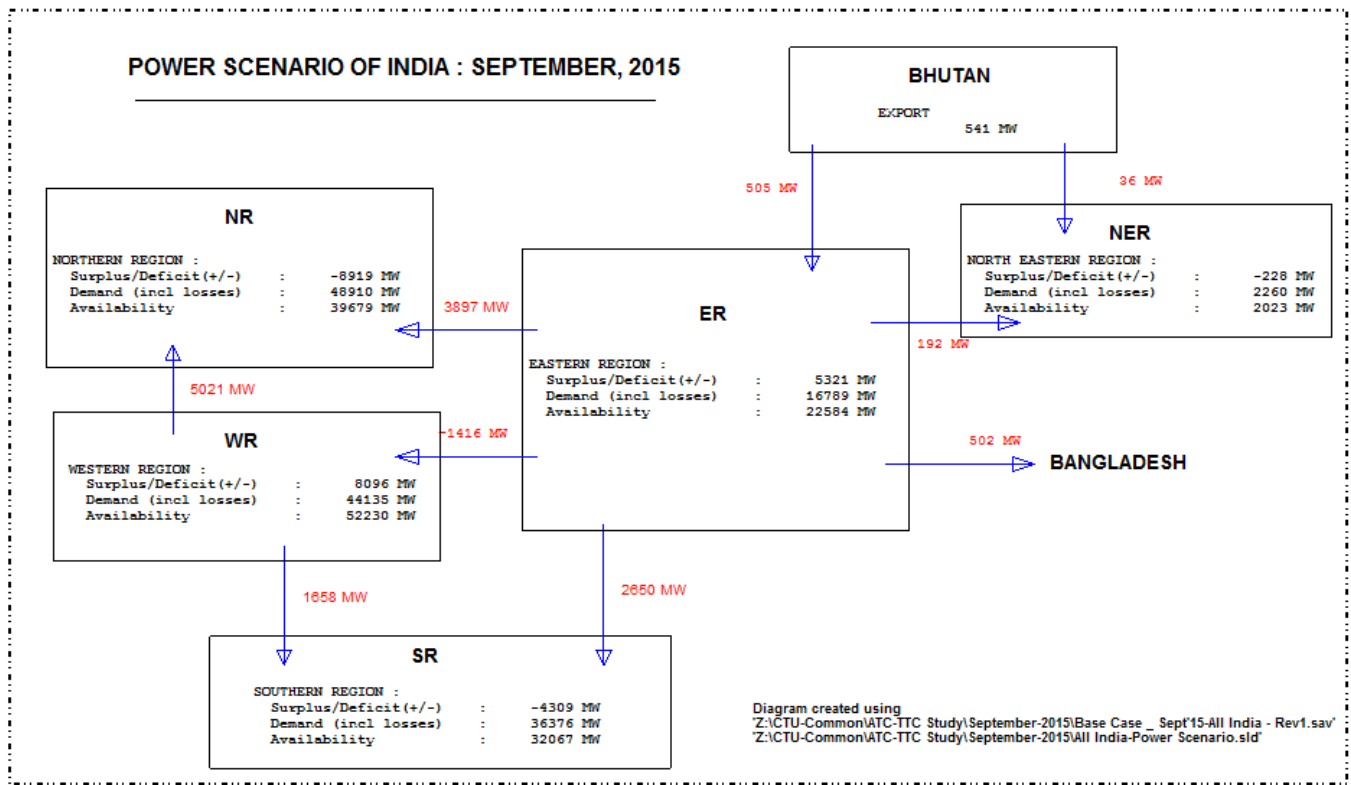 POWER SCENARIO OF INDIA : SEPTEMBER, 2015
BHUTAN
EXPORT
541 MW
505 MW
36 MW
NR
NORTHERN REGION :
Surplus/Deficit(+/-) : -8919 MW
Demand (incl losses) : 48910 MW
Availability : 39679 MW
NER
NORTH EASTERN REGION :
Surplus/Deficit(+/-) : -228 MW
Demand (incl losses) : 2260 MW
Availability : 2023 MW
3897 MW
ER
EASTERN REGION :
Surplus/Deficit(+/-) : 5321 MW
Demand (incl losses) : 16789 MW
Availability : 22584 MW
192 MW
5021 MW
-1416 MW
502 MW
BANGLADESH
WR
WESTERN REGION :
Surplus/Deficit(+/-) : 8096 MW
Demand (incl losses) : 44135 MW
Availability : 52230 MW
1658 MW
2650 MW
SR
SOUTHERN REGION :
Surplus/Deficit(+/-) : -4309 MW
Demand (incl losses) : 36376 MW
Availability : 32067 MW
Diagram created using
'Z:\CTU-Common\ATC-TTC Study\September-2015\Base Case _ Sept'15-All India - Rev1.sav'
'Z:\CTU-Common\ATC-TTC Study\September-2015\All India-Power Scenario.sld'